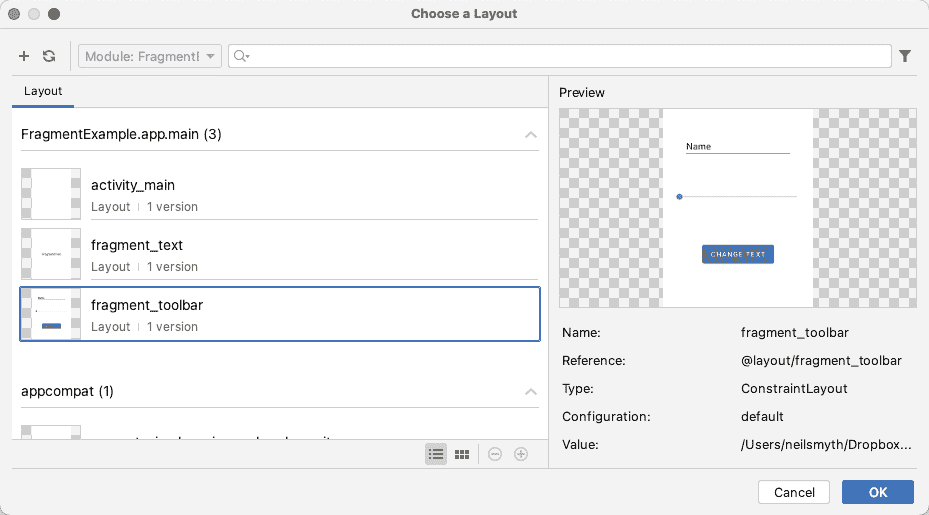 Choose a Layout
Module: FragmentI
Layout
Preview
FragmentExample.app.main (3)
activity_main
Layout | 1 version
fragment_text
Layout | 1 version
fragment_toolbar
Layout | 1 version
appcompat (1)
Name
CHANGE TEXT
Name: fragment_toolbar
Reference: @layout/fragment_toolbar
Type: ConstraintLayout
Configuration: default
Value: /Users/neilsmyth/Dropbox...
Cancel OK